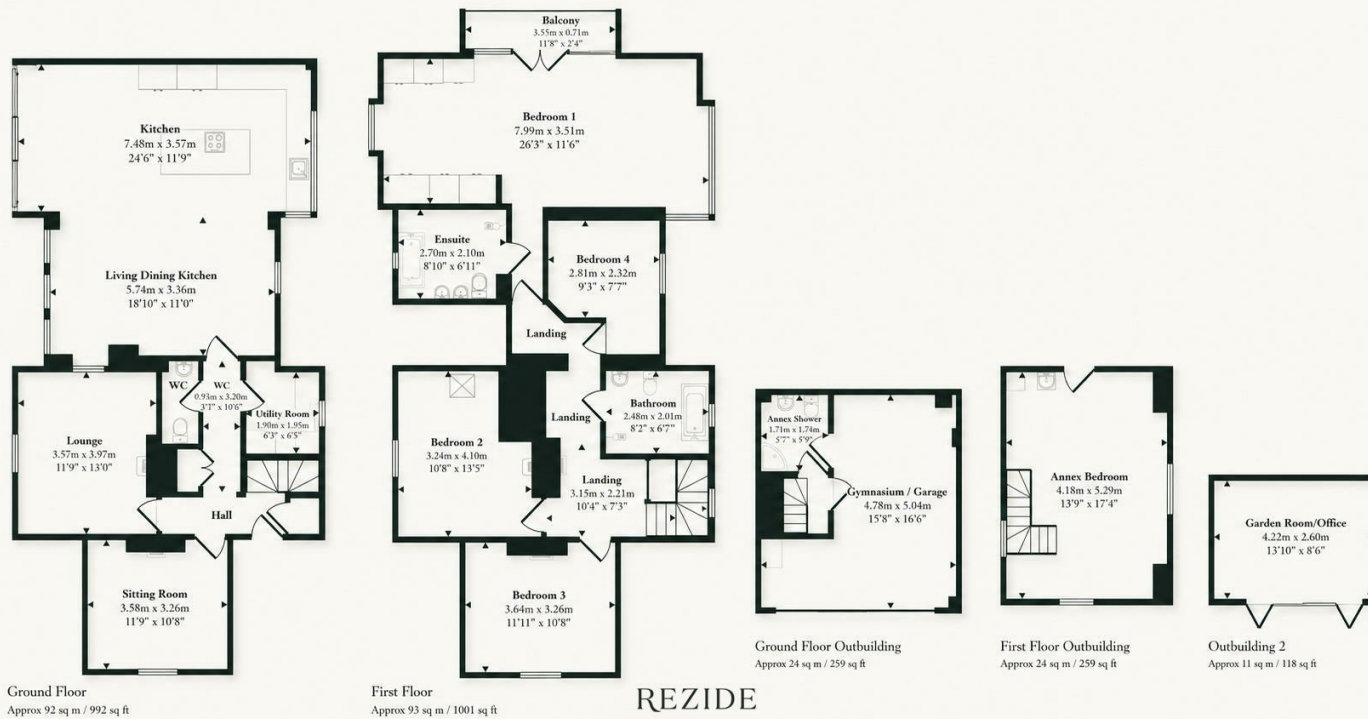 Kitchen
7.48m x 3.57m
24'6" x 11'9"
Living Dining Kitchen
5.74m x 3.36m
18'10" x 11'0"
WC
WC
0.93m x 3.20m
3'1" x 10'6"
Utility Room
1.90m x 1.95m
6'3" x 6'5"
Lounge
3.57m x 3.97m
11'9" x 13'0"
Hall
Sitting Room
3.58m x 3.26m
11'9" x 10'8"
Ground Floor
Approx 92 sq m / 992 sq ft
Balcony
3.55m x 0.71m
11'8" x 2'4"
Bedroom 1
7.99m x 3.51m
26'3" x 11'6"
Ensuite
2.70m x 2.10m
8'10" x 6'11"
Bedroom 4
2.81m x 2.32m
9'3" x 7'7"
Landing
Landing
Bathroom
2.48m x 2.01m
8'2" x 6'7"
Bedroom 2
3.24m x 4.10m
10'8" x 13'5"
Landing
3.15m x 2.21m
10'4" x 7'3"
Bedroom 3
3.64m x 3.26m
11'11" x 10'8"
First Floor
Approx 93 sq m / 1001 sq ft
REZIDE
Annex Shower
1.71m x 1.74m
5'7" x 5'9"
Gymnasium / Garage
4.78m x 5.04m
15'8" x 16'6"
Ground Floor Outbuilding
Approx 24 sq m / 259 sq ft
Annex Bedroom
4.18m x 5.29m
13'9" x 17'4"
First Floor Outbuilding
Approx 24 sq m / 259 sq ft
Garden Room/Office
4.22m x 2.60m
13'10" x 8'6"
Outbuilding 2
Approx 11 sq m / 118 sq ft